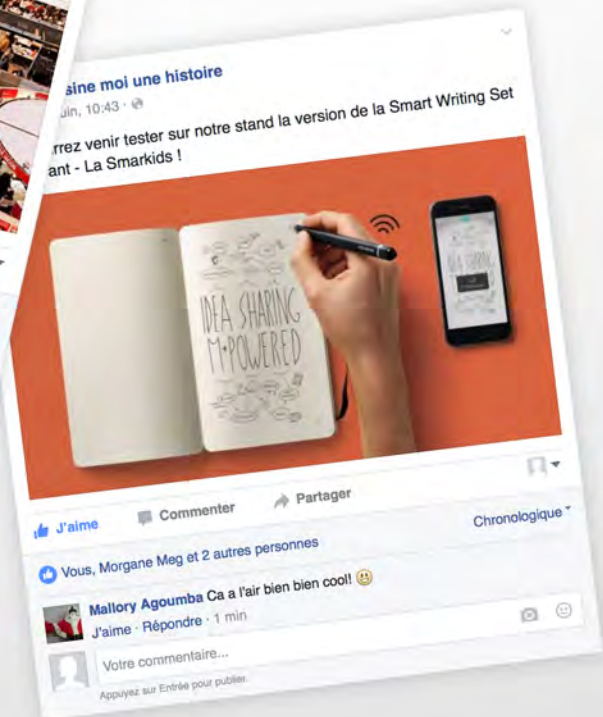 sine moi une histoire
uin, 10:43 ·
rrez venir tester sur notre stand la version de la Smart Writing Set
ant - La Smarkids !
IDEA SHARING
M+POWERED
J'aime Commenter Partager
Vous, Morgane Meg et 2 autres personnes
Chronologique
Mallory Agoumba Ca a l'air bien bien cool! 😃
J'aime · Répondre · 1 min
Votre commentaire...
Appuyez sur Entrée pour publier.